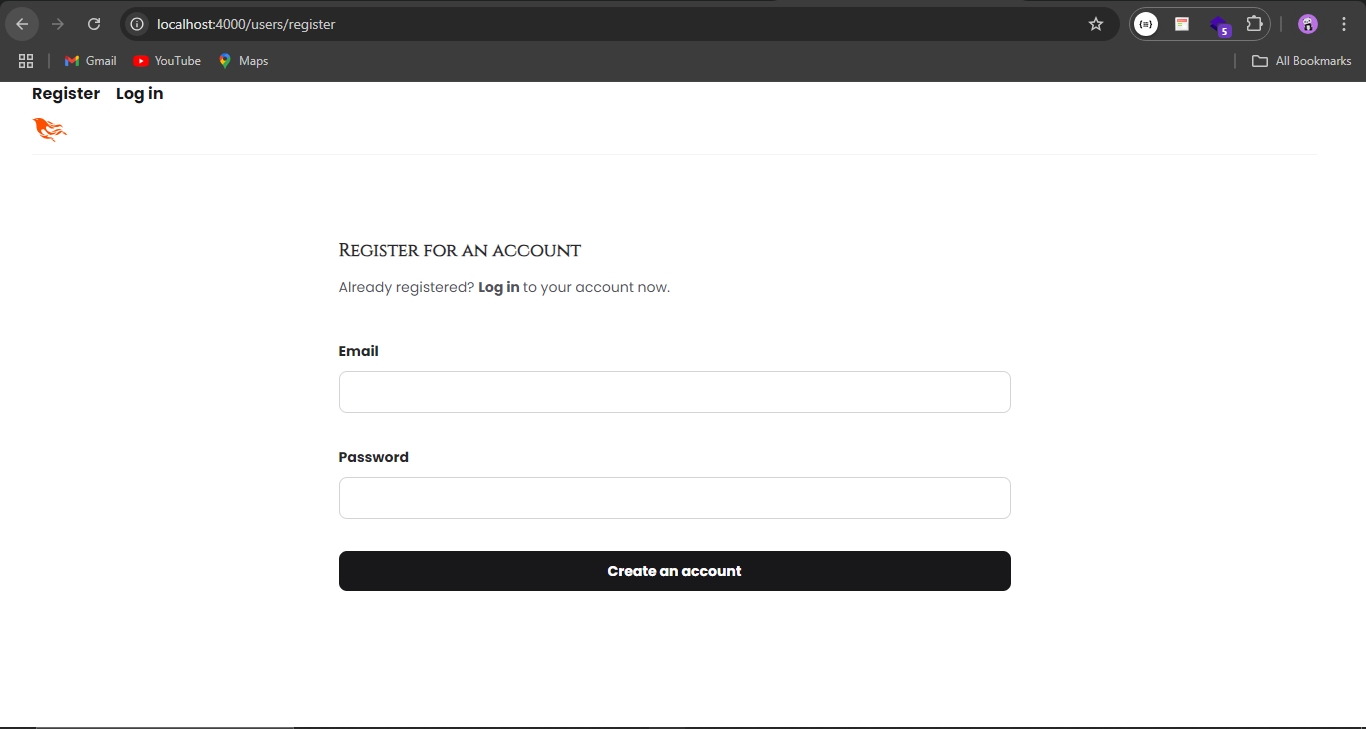 localhost:4000/users/register
{≡}
5
Gmail YouTube Maps All Bookmarks
Register Log in
Register for an account
Already registered? Log in to your account now.
Email
Password
Create an account